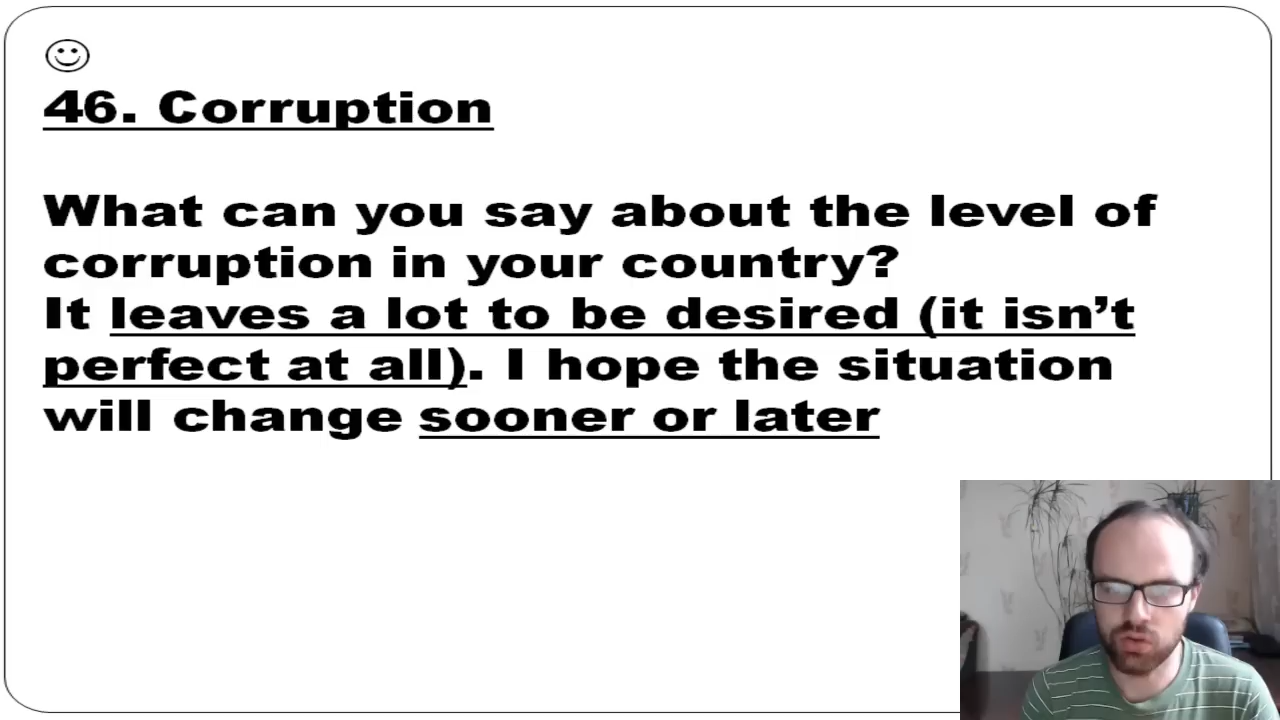 46. Corruption
What can you say about the level of
corruption in your country?
It leaves a lot to be desired (it isn’t
perfect at all). I hope the situation
will change sooner or later